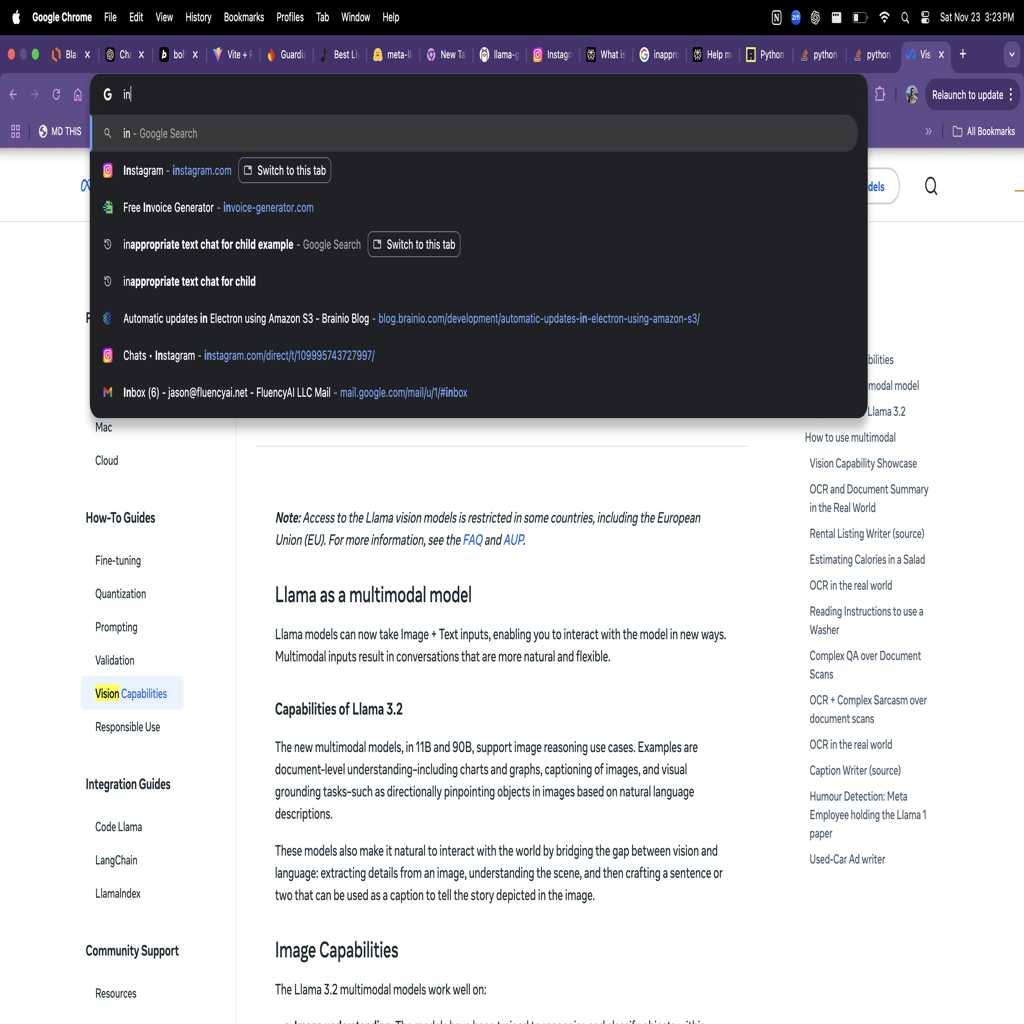 Google Chrome File Edit View History Bookmarks Profiles Tab Window Help Sat Nov 23 3:23 PM
Bla Cha bol Vite + Guardi Best Li meta-ll New Ta llama- Instag What is inappr Help m Python python python Vis
in
Relaunch to update
MD THIS
All Bookmarks
in - Google Search
Instagram - instagram.com Switch to this tab
Free Invoice Generator - invoice-generator.com
inappropriate text chat for child example - Google Search Switch to this tab
inappropriate text chat for child
Automatic updates in Electron using Amazon S3 - Brainio Blog - blog.brainio.com/development/automatic-updates-in-electron-using-amazon-s3/
Chats • Instagram - instagram.com/direct/t/109995743727997/
Inbox (6) - jason@fluencyai.net - FluencyAI LLC Mail - mail.google.com/mail/u/1/#inbox
dels
Mac
Cloud
How-To Guides
Fine-tuning
Quantization
Prompting
Validation
Vision Capabilities
Responsible Use
Integration Guides
Code Llama
LangChain
LlamaIndex
Community Support
Resources
Note: Access to the Llama vision models is restricted in some countries, including the European
Union (EU). For more information, see the FAQ and AUP.
Llama as a multimodal model
Llama models can now take Image + Text inputs, enabling you to interact with the model in new ways.
Multimodal inputs result in conversations that are more natural and flexible.
Capabilities of Llama 3.2
The new multimodal models, in 11B and 90B, support image reasoning use cases. Examples are
document-level understanding–including charts and graphs, captioning of images, and visual
grounding tasks–such as directionally pinpointing objects in images based on natural language
descriptions.
These models also make it natural to interact with the world by bridging the gap between vision and
language: extracting details from an image, understanding the scene, and then crafting a sentence or
two that can be used as a caption to tell the story depicted in the image.
Image Capabilities
The Llama 3.2 multimodal models work well on:
bilities
modal model
Llama 3.2
How to use multimodal
Vision Capability Showcase
OCR and Document Summary
in the Real World
Rental Listing Writer (source)
Estimating Calories in a Salad
OCR in the real world
Reading Instructions to use a
Washer
Complex QA over Document
Scans
OCR + Complex Sarcasm over
document scans
OCR in the real world
Caption Writer (source)
Humour Detection: Meta
Employee holding the Llama 1
paper
Used-Car Ad writer